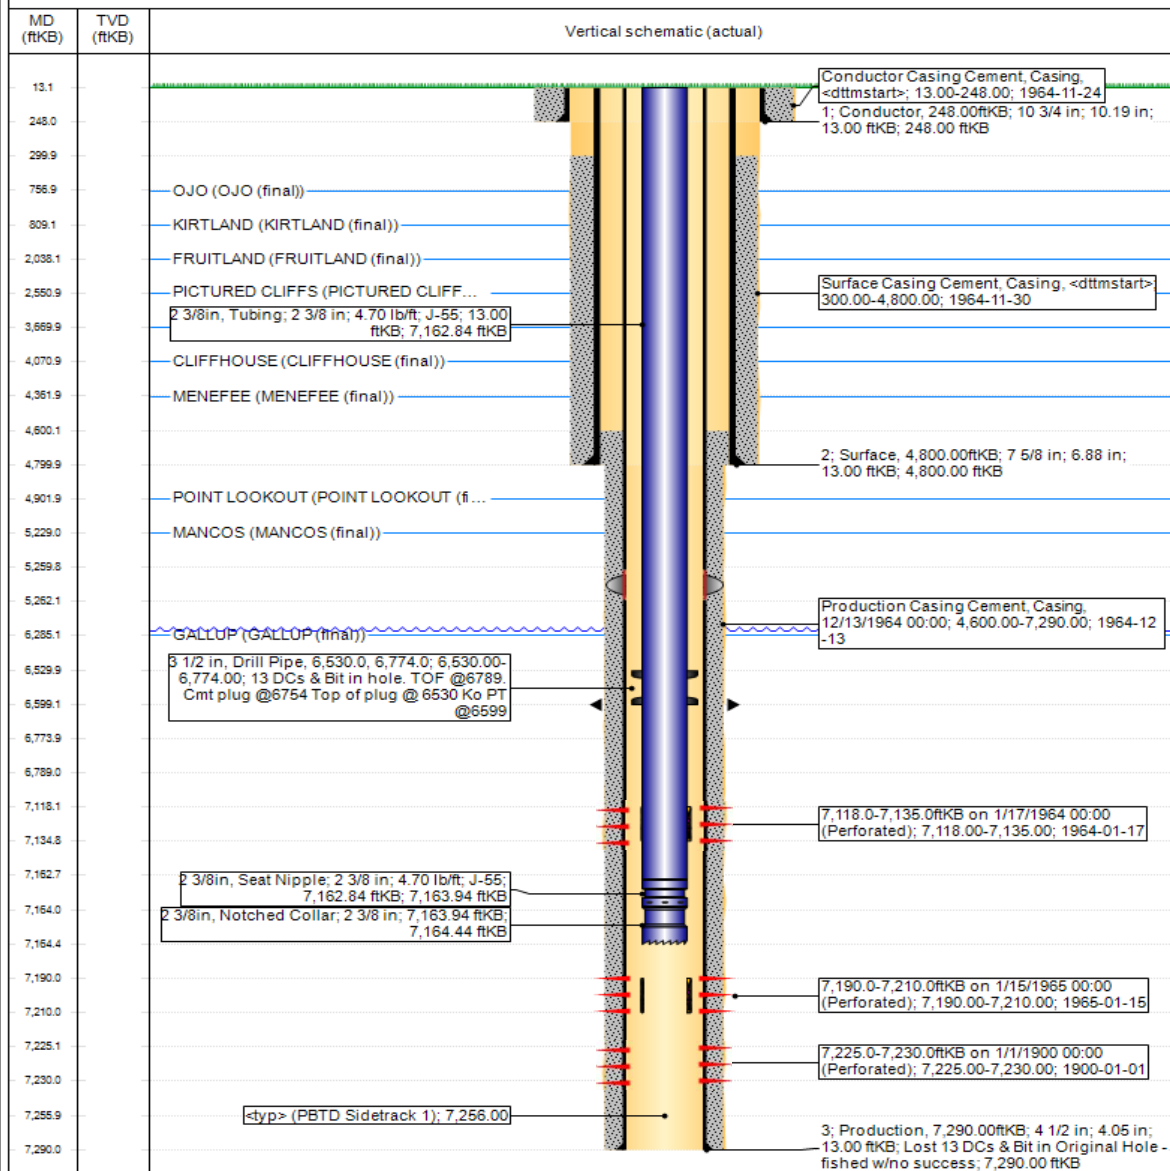 MD
(ftKB)
TVD
(ftKB)
Vertical schematic (actual)
13.1
248.0
299.9
756.9
809.1
2,038.1
2,550.9
3,669.9
4,070.9
4,361.9
4,600.1
4,799.9
4,901.9
5,229.0
5,259.8
5,262.1
6,285.1
6,529.9
6,599.1
6,773.9
6,789.0
7,118.1
7,134.8
7,162.7
7,164.0
7,164.4
7,190.0
7,210.0
7,225.1
7,230.0
7,255.9
7,290.0
OJO (OJO (final))
KIRTLAND (KIRTLAND (final))
FRUITLAND (FRUITLAND (final))
PICTURED CLIFFS (PICTURED CLIFF...
2 3/8in, Tubing; 2 3/8 in; 4.70 lb/ft; J-55; 13.00
ftKB; 7,162.84 ftKB
CLIFFHOUSE (CLIFFHOUSE (final))
MENEFEE (MENEFEE (final))
POINT LOOKOUT (POINT LOOKOUT (fi...
MANCOS (MANCOS (final))
GALLUP (GALLUP (final))
3 1/2 in, Drill Pipe, 6,530.0, 6,774.0; 6,530.00-
6,774.00; 13 DCs & Bit in hole. TOF @6789.
Cmt plug @6754 Top of plug @ 6530 Ko PT
@6599
2 3/8in, Seat Nipple; 2 3/8 in; 4.70 lb/ft; J-55;
7,162.84 ftKB; 7,163.94 ftKB
2 3/8in, Notched Collar; 2 3/8 in; 7,163.94 ftKB;
7,164.44 ftKB
<typ> (PBTD Sidetrack 1); 7,256.00
Conductor Casing Cement, Casing,
<dttmstart>; 13.00-248.00; 1964-11-24
1; Conductor, 248.00ftKB; 10 3/4 in; 10.19 in;
13.00 ftKB; 248.00 ftKB
Surface Casing Cement, Casing, <dttmstart>;
300.00-4,800.00; 1964-11-30
2; Surface, 4,800.00ftKB; 7 5/8 in; 6.88 in;
13.00 ftKB; 4,800.00 ftKB
Production Casing Cement, Casing,
12/13/1964 00:00; 4,600.00-7,290.00; 1964-12
-13
7,118.0-7,135.0ftKB on 1/17/1964 00:00
(Perforated); 7,118.00-7,135.00; 1964-01-17
7,190.0-7,210.0ftKB on 1/15/1965 00:00
(Perforated); 7,190.00-7,210.00; 1965-01-15
7,225.0-7,230.0ftKB on 1/1/1900 00:00
(Perforated); 7,225.00-7,230.00; 1900-01-01
3; Production, 7,290.00ftKB; 4 1/2 in; 4.05 in;
13.00 ftKB; Lost 13 DCs & Bit in Original Hole -
fished w/no success; 7,290.00 ftKB